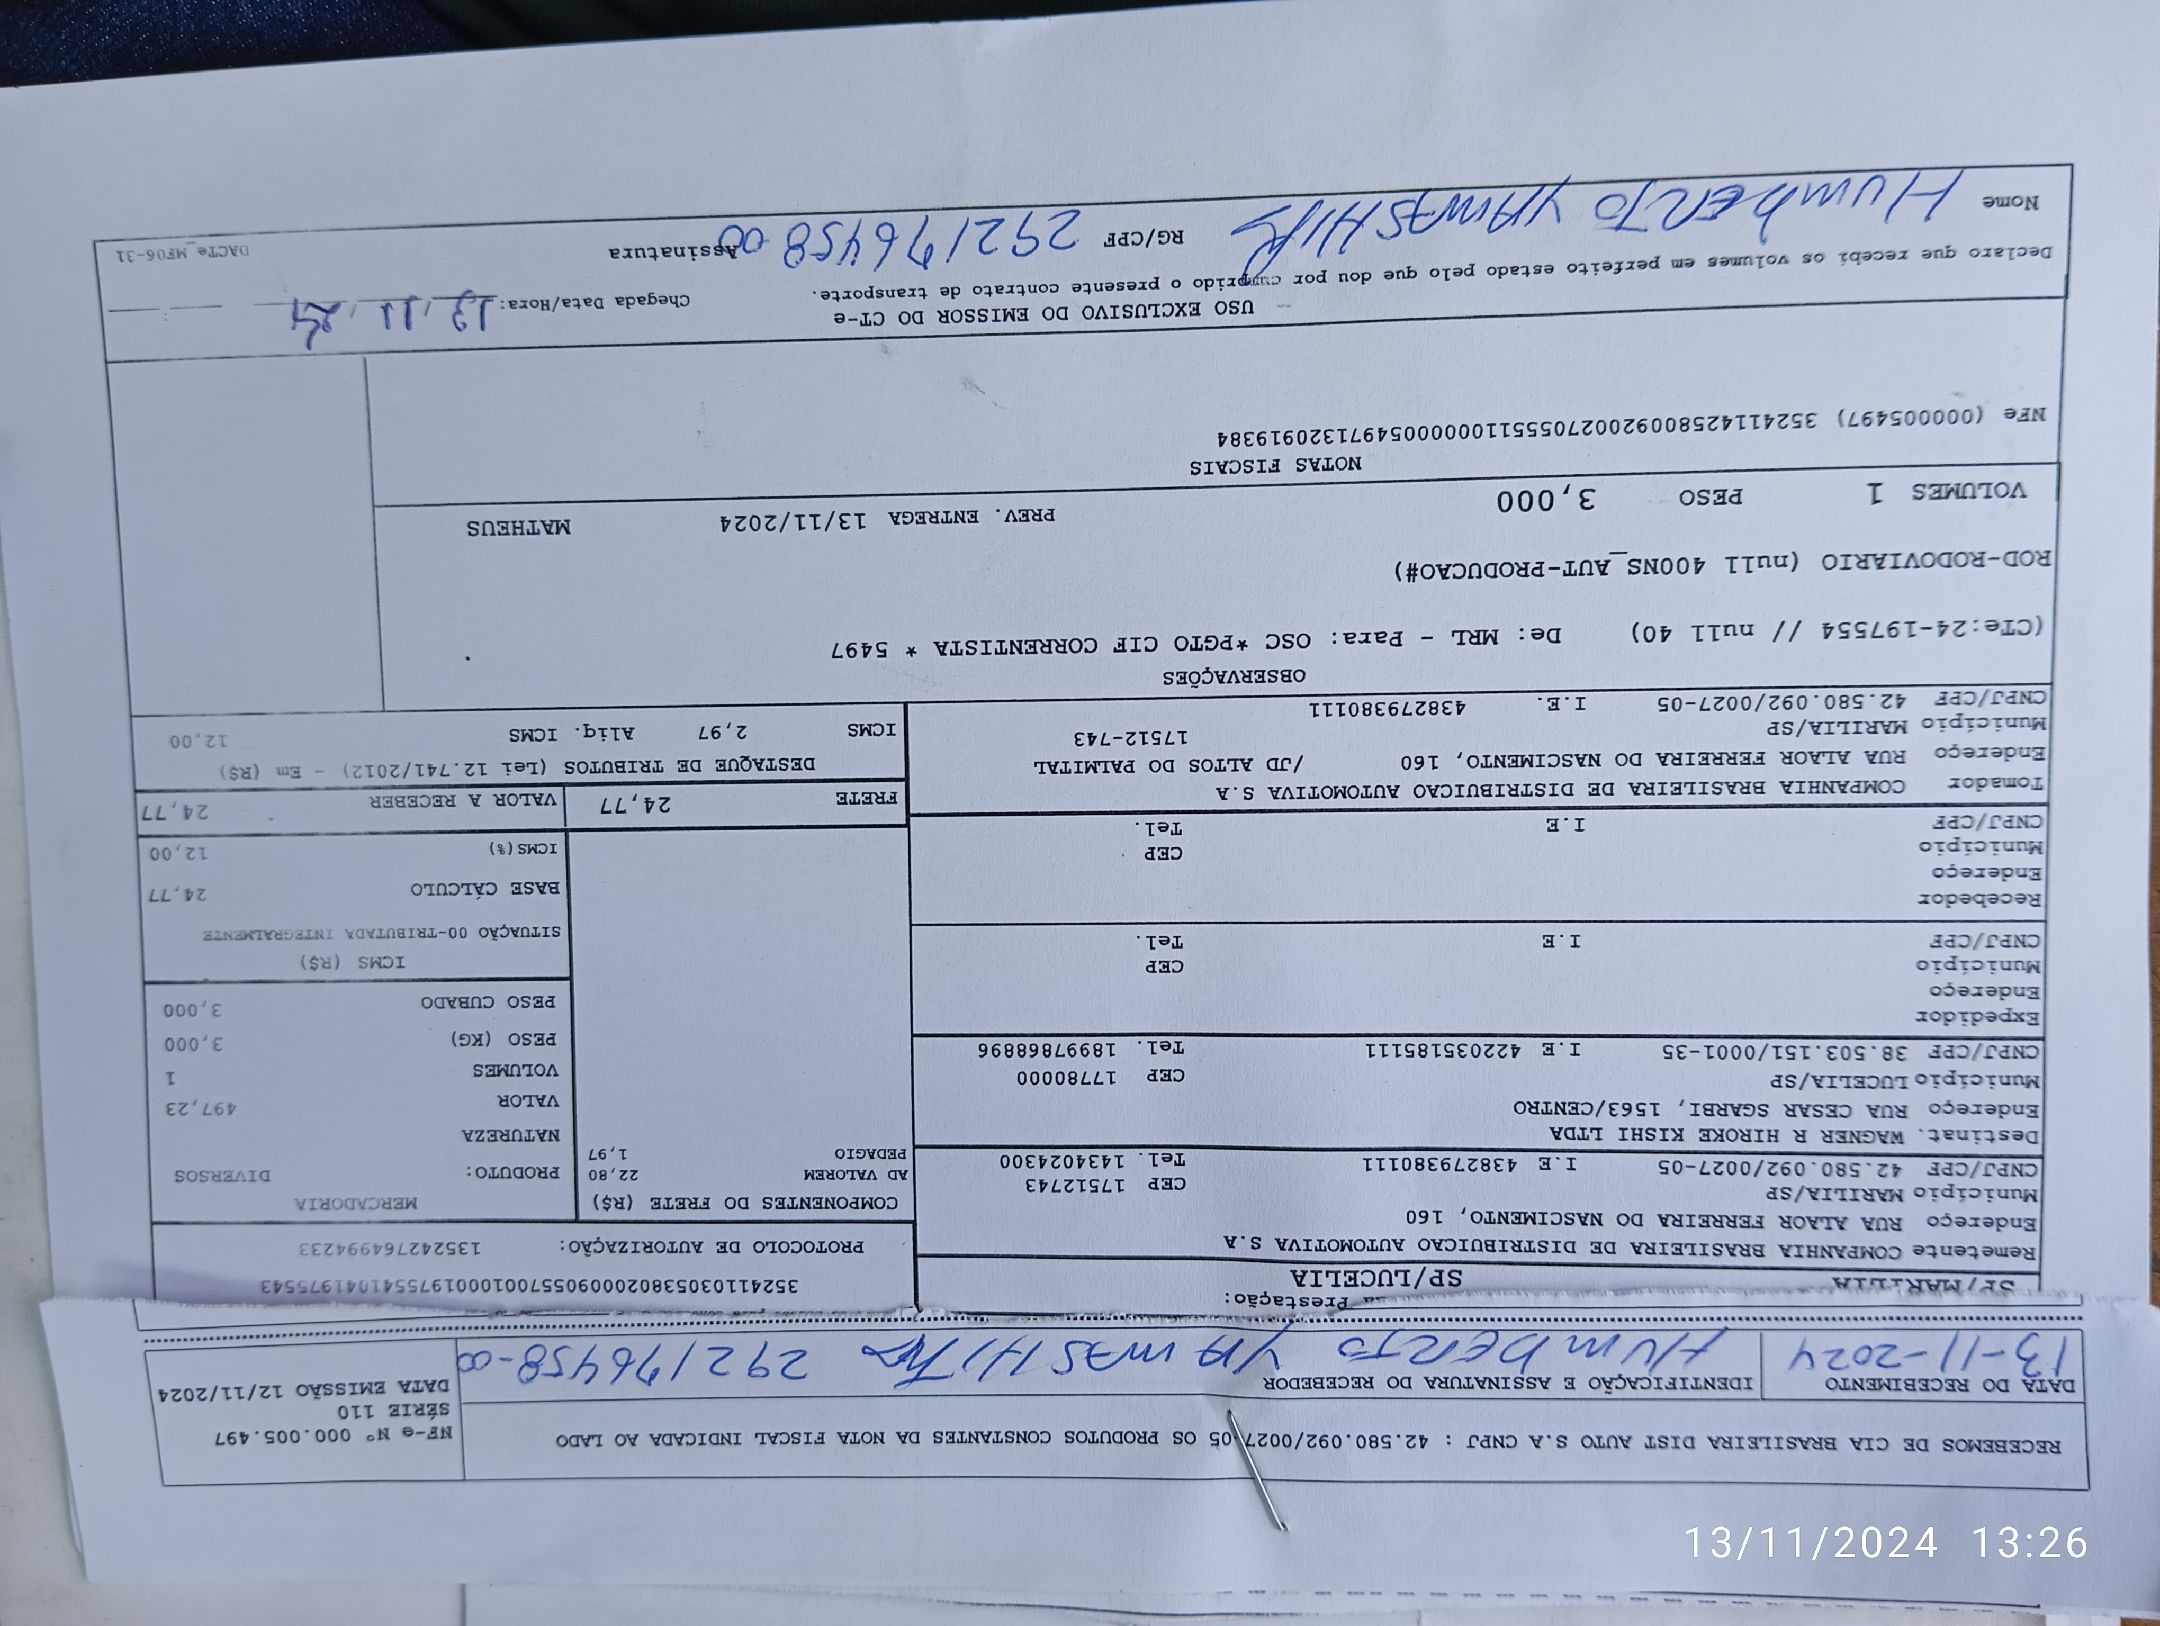 RECEBEMOS DE CIA BRASILEIRA DIST AUTO S.A CNPJ : 42.580.092/0027-05 OS PRODUTOS CONSTANTES DA NOTA FISCAL INDICADA AO LADO
NF-e Nº 000.005.497
SÉRIE 110
DATA EMISSÃO 12/11/2024
DATA DO RECEBIMENTO
13-11-2024
IDENTIFICAÇÃO E ASSINATURA DO RECEBEDOR
HUMBERTO YAMASHITA 292176458-00
Prestação:
SP/MARILIA SP/LUCELIA
35241103053802000905570010001975541041975543
PROTOCOLO DE AUTORIZAÇÃO: 135242764994233
Remetente COMPANHIA BRASILEIRA DE DISTRIBUICAO AUTOMOTIVA S.A
Endereço RUA ALAOR FERREIRA DO NASCIMENTO, 160
Município MARILIA/SP CEP 17512743
CNPJ/CPF 42.580.092/0027-05 I.E 438279380111 Tel. 1434024300
Destinat. WAGNER R HIROKE KISHI LTDA
Endereço RUA CESAR SGARBI, 1563/CENTRO
Município LUCELIA/SP CEP 17780000
CNPJ/CPF 38.503.151/0001-35 I.E 422035185111 Tel. 18997868896
Expedidor
Endereço
Município CEP
CNPJ/CPF I.E Tel.
Recebedor
Endereço
Município CEP
CNPJ/CPF I.E Tel.
Tomador COMPANHIA BRASILEIRA DE DISTRIBUICAO AUTOMOTIVA S.A
Endereço RUA ALAOR FERREIRA DO NASCIMENTO, 160 /JD ALTOS DO PALMITAL
Município MARILIA/SP 17512-743
CNPJ/CPF 42.580.092/0027-05 I.E. 438279380111
COMPONENTES DO FRETE (R$)
AD VALOREM 22,80
PEDAGIO 1,97
MERCADORIA
PRODUTO: DIVERSOS
NATUREZA
VALOR 497,23
VOLUMES 1
PESO (KG) 3,000
PESO CUBADO 3,000
ICMS (R$)
SITUAÇÃO 00-TRIBUTADA INTEGRALMENTE
BASE CÁLCULO 24,77
ICMS(%) 12,00
FRETE 24,77 VALOR A RECEBER 24,77
DESTAQUE DE TRIBUTOS (Lei 12.741/2012) - Em (R$)
ICMS 2,97 Aliq. ICMS 12,00
OBSERVAÇÕES
(CTe:24-197554 // null 40) De: MRL - Para: OSC *PGTO CIF CORRENTISTA * 5497
ROD-RODOVIARIO (null 400NS_AUT-PRODUCAO#)
VOLUMES 1 PESO 3,000 PREV. ENTREGA 13/11/2024 MATHEUS
NOTAS FISCAIS
NFe (000005497) 35241142580092002705551100000054971320919384
USO EXCLUSIVO DO EMISSOR DO CT-e
Declaro que recebi os volumes em perfeito estado pelo que dou por cumprido o presente contrato de transporte.
Chegada Data/Hora: 13/11/24
Nome HUMBERTO YAMASHITA RG/CPF 292176458 00 Assinatura
DACTe_MF06-31
13/11/2024 13:26